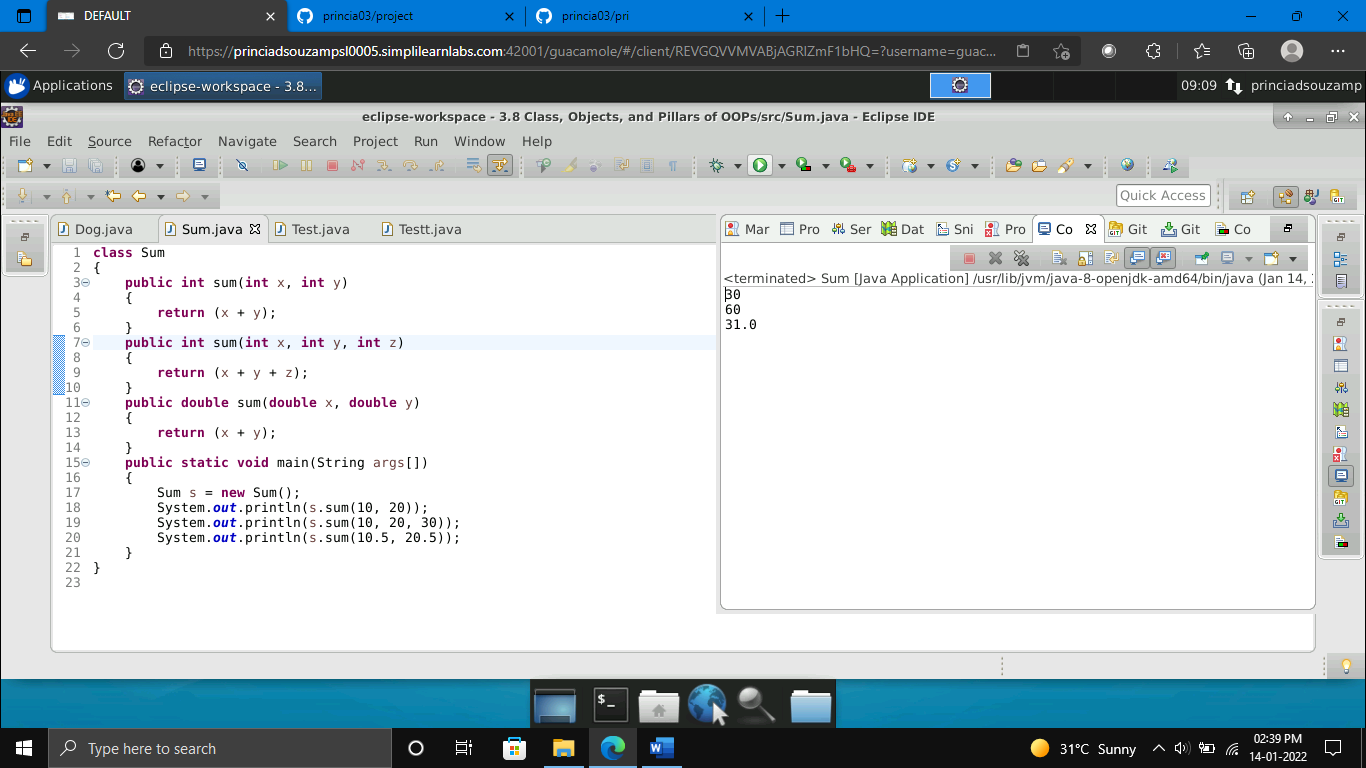 DEFAULT
princia03/project
princia03/pri
https://princiadsouzampsl0005.simplilearnlabs.com:42001/guacamole/#/client/REVGQVVMVABjAGRlZmF1bHQ=?username=guac...
Applications
eclipse-workspace - 3.8...
09:09
princiadsouzamp
eclipse-workspace - 3.8 Class, Objects, and Pillars of OOPs/src/Sum.java - Eclipse IDE
File Edit Source Refactor Navigate Search Project Run Window Help
Quick Access
Dog.java Sum.java Test.java Testt.java
Mar Pro Ser Dat Sni Pro Co Git Git Co
<terminated> Sum [Java Application] /usr/lib/jvm/java-8-openjdk-amd64/bin/java (Jan 14,
30
60
31.0
1 class Sum
2 {
3 public int sum(int x, int y)
4 {
5 return (x + y);
6 }
7 public int sum(int x, int y, int z)
8 {
9 return (x + y + z);
10 }
11 public double sum(double x, double y)
12 {
13 return (x + y);
14 }
15 public static void main(String args[])
16 {
17 Sum s = new Sum();
18 System.out.println(s.sum(10, 20));
19 System.out.println(s.sum(10, 20, 30));
20 System.out.println(s.sum(10.5, 20.5));
21 }
22 }
23
GIT
GIT
$_
Type here to search
31°C Sunny
02:39 PM
14-01-2022